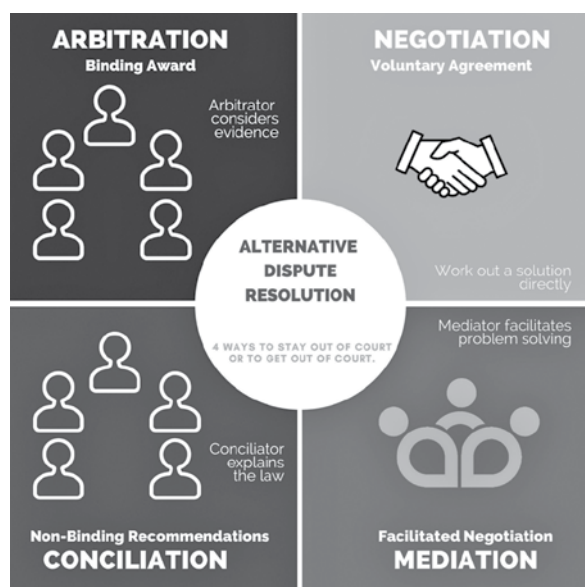 ARBITRATION
Binding Award
Arbitrator
considers
evidence
NEGOTIATION
Voluntary Agreement
Work out a solution
directly
ALTERNATIVE
DISPUTE
RESOLUTION
4 WAYS TO STAY OUT OF COURT
OR TO GET OUT OF COURT.
Conciliator
explains
the law
Non-Binding Recommendations
CONCILIATION
Mediator facilitates
problem solving
Facilitated Negotiation
MEDIATION